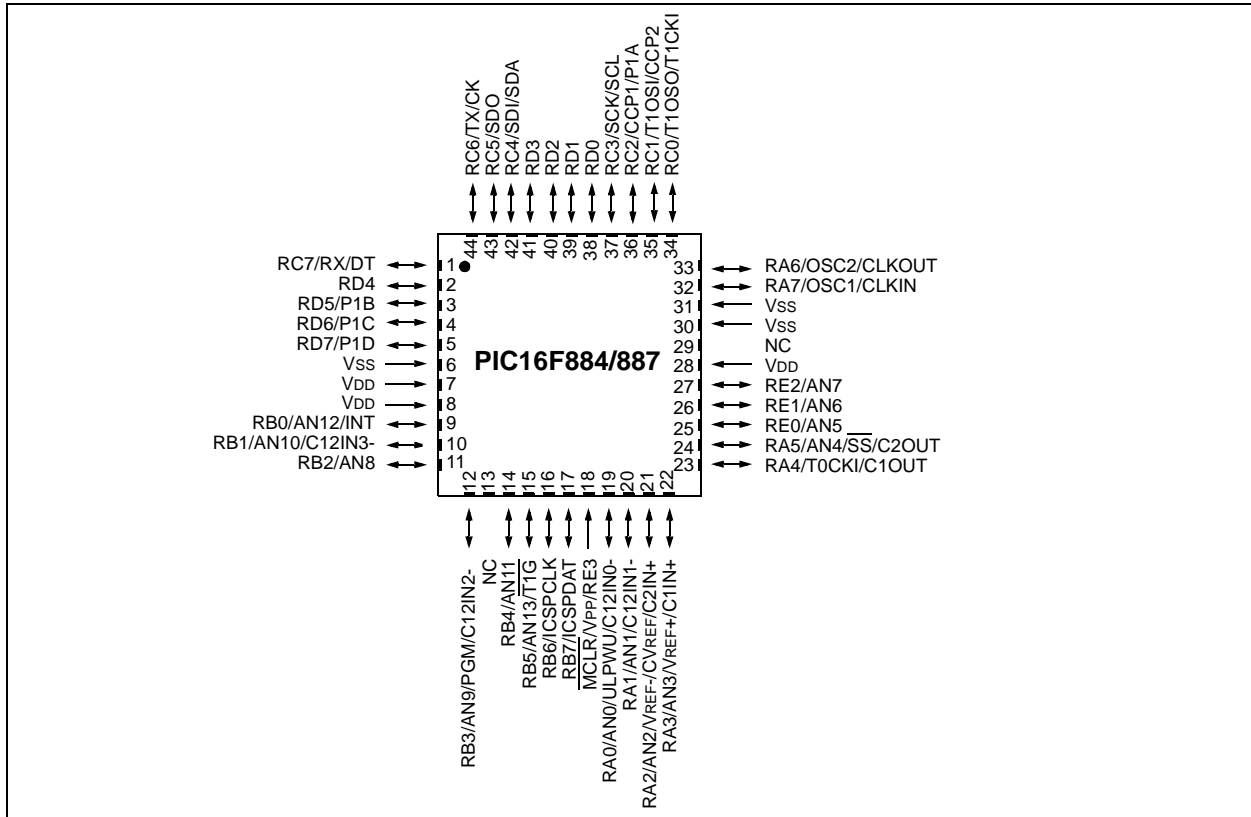 RC6/TX/CK
RC5/SDO
RC4/SDI/SDA
RD3
RD2
RD1
RD0
RC3/SCK/SCL
RC2/CCP1/P1A
RC1/T1OSI/CCP2
RC0/T1OSO/T1CKI
44
43
42
41
40
39
38
37
36
35
34
RC7/RX/DT 1
RD4 2
RD5/P1B 3
RD6/P1C 4
RD7/P1D 5
VSS 6
VDD 7
VDD 8
RB0/AN12/INT 9
RB1/AN10/C12IN3- 10
RB2/AN8 11
PIC16F884/887
33 RA6/OSC2/CLKOUT
32 RA7/OSC1/CLKIN
31 VSS
30 VSS
29 NC
28 VDD
27 RE2/AN7
26 RE1/AN6
25 RE0/AN5
24 RA5/AN4/S̅S̅/C2OUT
23 RA4/T0CKI/C1OUT
12
13
14
15
16
17
18
19
20
21
22
RB3/AN9/PGM/C12IN2-
NC
RB4/AN11
RB5/AN13/T̅1̅G̅
RB6/ICSPCLK
RB7/ICSPDAT
M̅C̅L̅R̅/VPP/RE3
RA0/AN0/ULPWU/C12IN0-
RA1/AN1/C12IN1-
RA2/AN2/VREF-/CVREF/C2IN+
RA3/AN3/VREF+/C1IN+